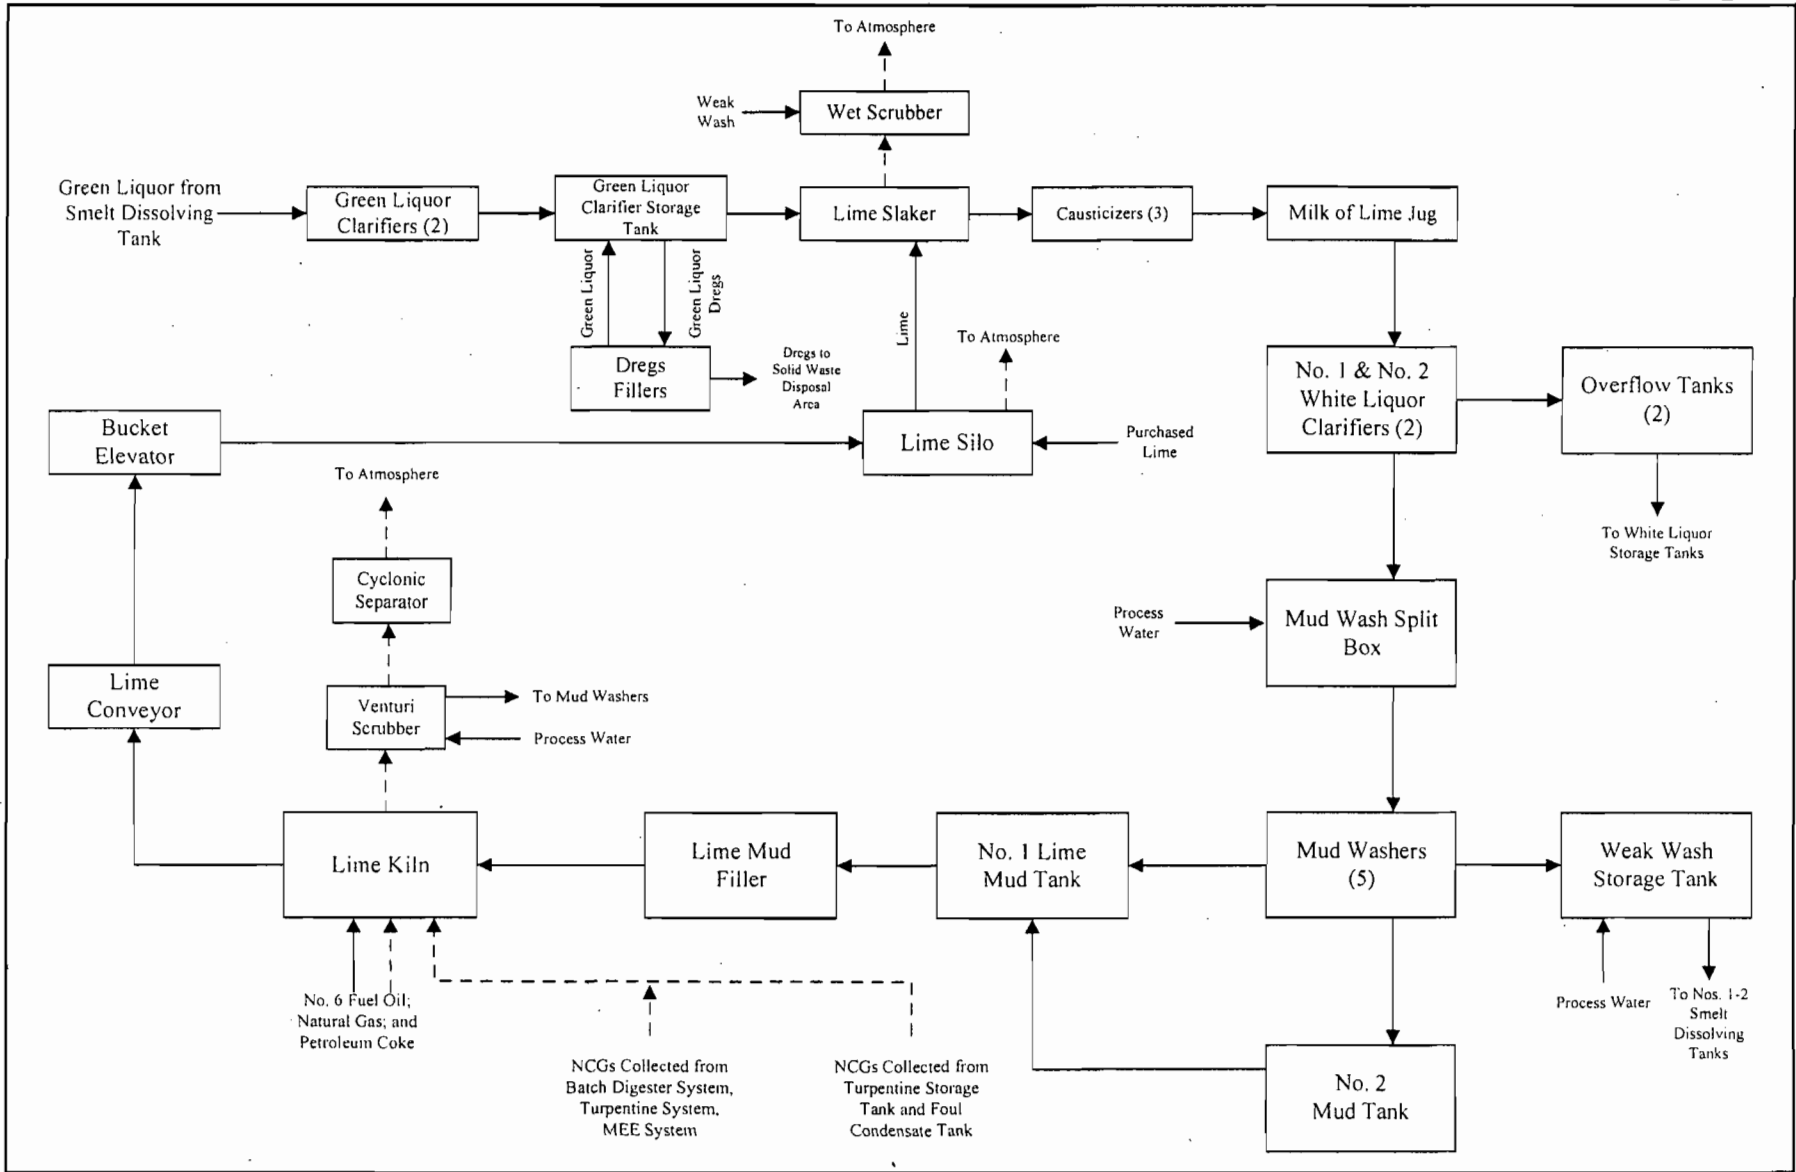 To Atmosphere
Weak
Wash
Wet Scrubber
Green Liquor from
Smelt Dissolving
Tank
Green Liquor
Clarifiers (2)
Green Liquor
Clarifier Storage
Tank
Lime Slaker
Causticizers (3)
Milk of Lime Jug
Green Liquor
Green Liquor
Dregs
Lime
To Atmosphere
Dregs
Fillers
Dregs to
Solid Waste
Disposal
Area
No. 1 & No. 2
White Liquor
Clarifiers (2)
Overflow Tanks
(2)
Bucket
Elevator
Lime Silo
Purchased
Lime
To Atmosphere
To White Liquor
Storage Tanks
Cyclonic
Separator
Process
Water
Mud Wash Split
Box
Lime
Conveyor
Venturi
Scrubber
To Mud Washers
Process Water
Lime Kiln
Lime Mud
Filler
No. 1 Lime
Mud Tank
Mud Washers
(5)
Weak Wash
Storage Tank
No. 6 Fuel Oil;
Natural Gas; and
Petroleum Coke
Process Water
To Nos. 1-2
Smelt
Dissolving
Tanks
NCGs Collected from
Batch Digester System,
Turpentine System,
MEE System
NCGs Collected from
Turpentine Storage
Tank and Foul
Condensate Tank
No. 2
Mud Tank